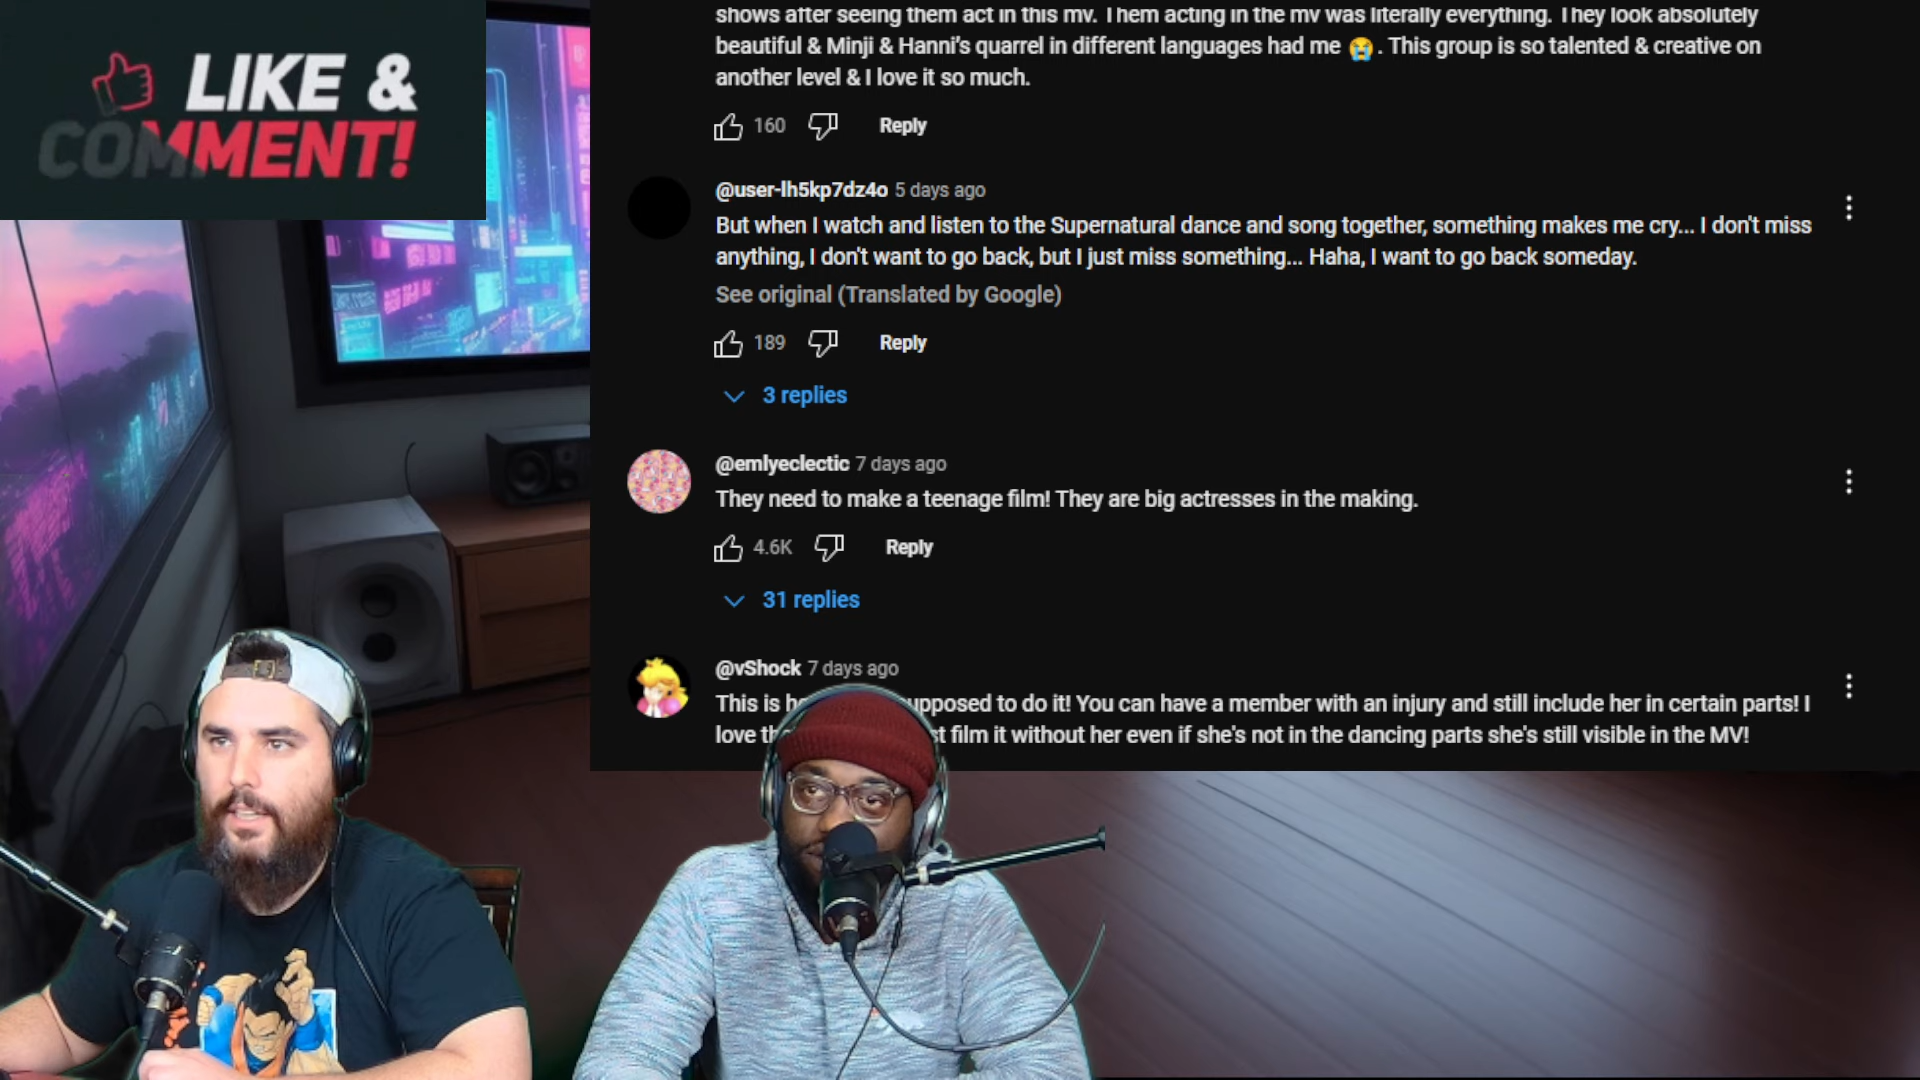 LIKE &
COMMENT!
shows after seeing them act in this mv. Them acting in the mv was literally everything. They look absolutely
beautiful & Minji & Hanni's quarrel in different languages had me 😭. This group is so talented & creative on
another level & I love it so much.
160 Reply
@user-lh5kp7dz4o 5 days ago
But when I watch and listen to the Supernatural dance and song together, something makes me cry... I don't miss
anything, I don't want to go back, but I just miss something... Haha, I want to go back someday.
See original (Translated by Google)
189 Reply
3 replies
@emlyeclectic 7 days ago
They need to make a teenage film! They are big actresses in the making.
4.6K Reply
31 replies
@vShock 7 days ago
This is supposed to do it! You can have a member with an injury and still include her in certain parts! I
love film it without her even if she's not in the dancing parts she's still visible in the MV!